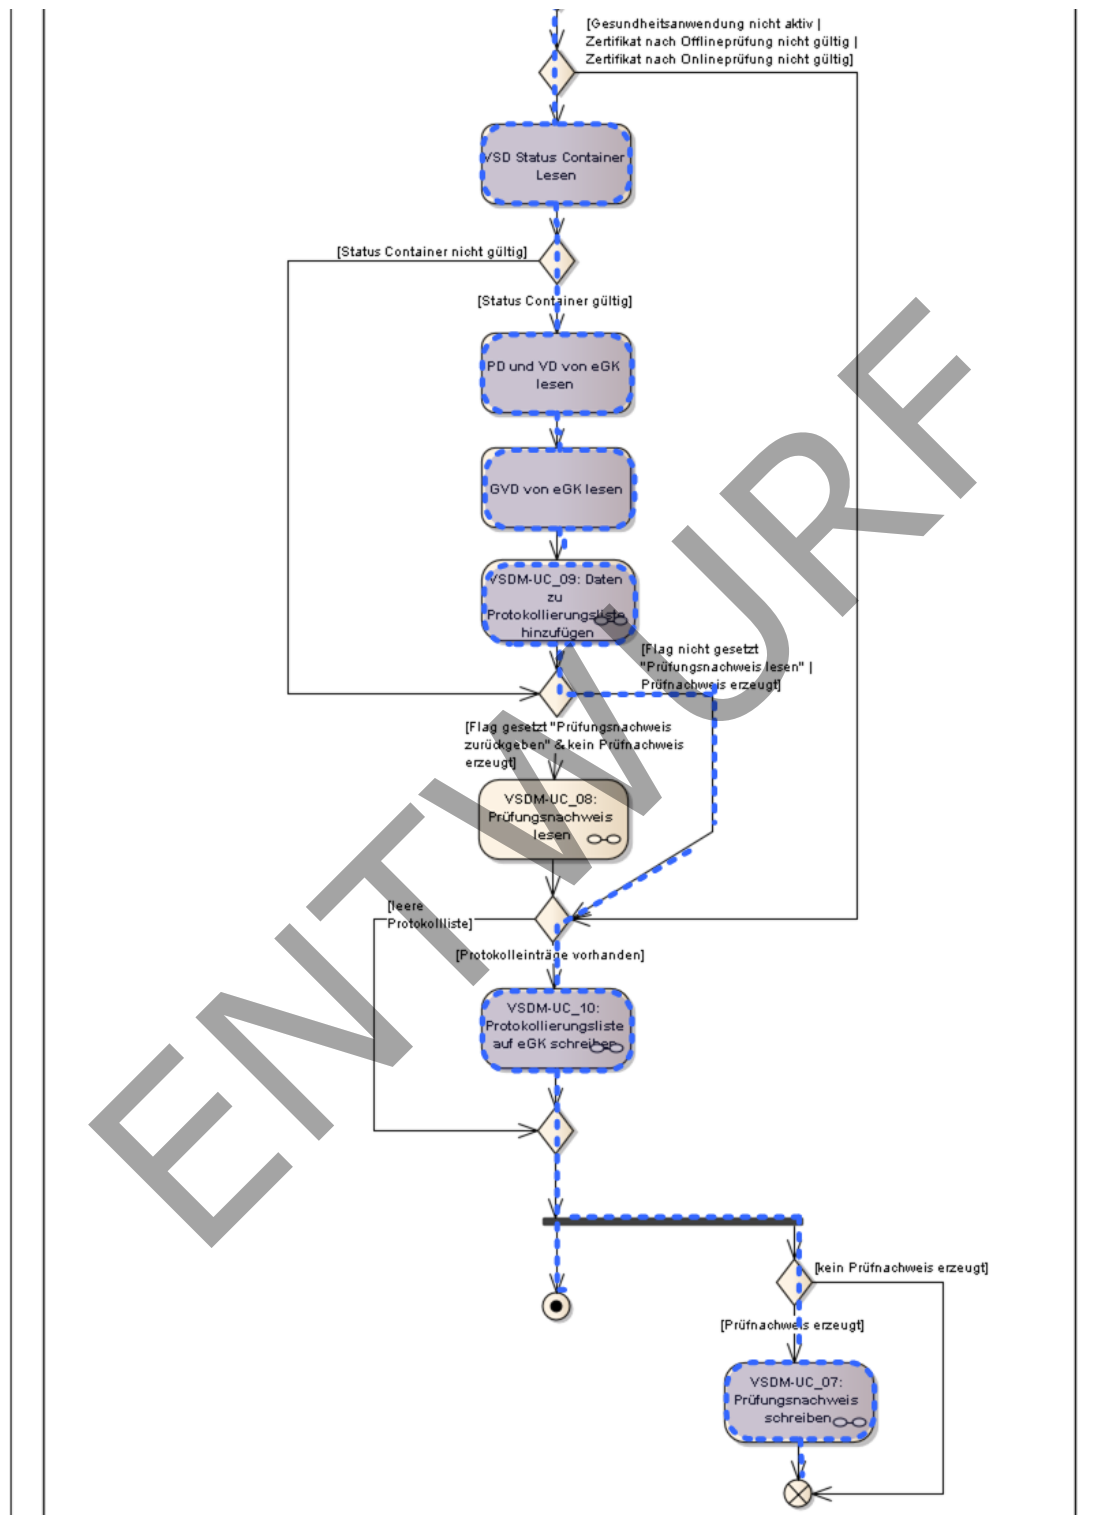 [Gesundheitsanwendung nicht aktiv |
Zertifikat nach Offlineprüfung nicht gültig |
Zertifikat nach Onlineprüfung nicht gültig]
VSD Status Container
Lesen
[Status Container nicht gültig]
[Status Container gültig]
PD und VD von eGK
lesen
GVD von eGK lesen
VSDM-UC_09: Daten
zu
Protokollierungsliste
hinzufügen
[Flag nicht gesetzt
"Prüfungsnachweis lesen" |
Prüfnachweis erzeugt]
[Flag gesetzt "Prüfungsnachweis
zurückgeben" & kein Prüfnachweis
erzeugt]
VSDM-UC_08:
Prüfungsnachweis
lesen
[leere
Protokollliste]
[Protokolleinträge vorhanden]
VSDM-UC_10:
Protokollierungsliste
auf eGK schreiben
[kein Prüfnachweis erzeugt]
[Prüfnachweis erzeugt]
VSDM-UC_07:
Prüfungsnachweis
schreiben
ENTWURF